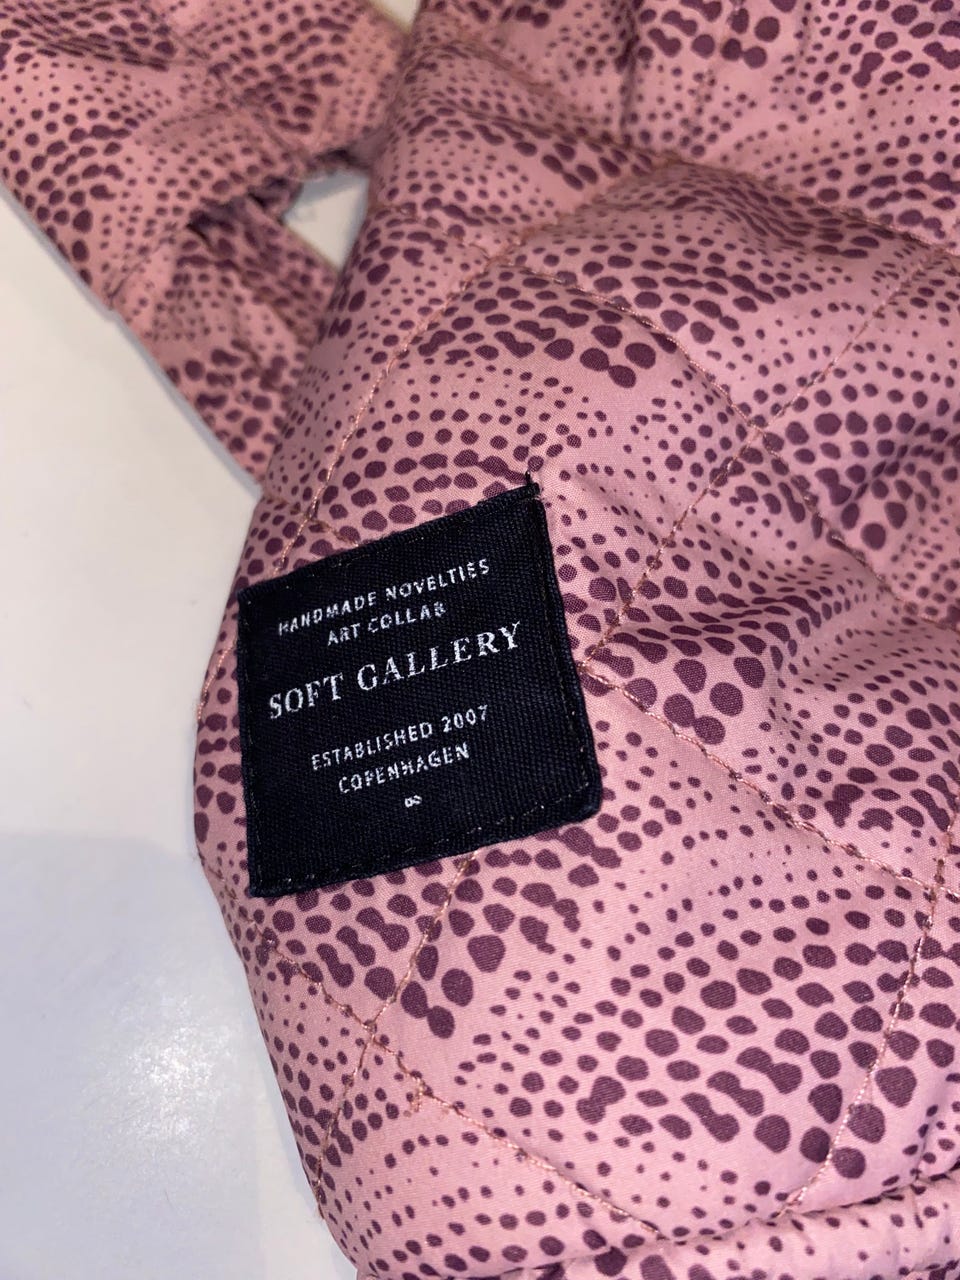 HANDMADE NOVELTIES
ART COLLAB
SOFT GALLERY
ESTABLISHED 2007
COPENHAGEN
∞